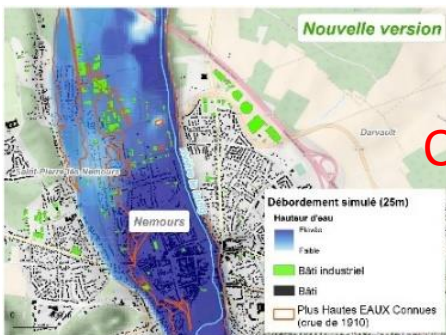 Nouvelle version
Darvault
Saint-Pierre-lès-Nemours
Nemours
Débordement simulé (25m)
Hauteur d'eau
Elevée
Faible
Bâti industriel
Bâti
Plus Hautes EAUX Connues
(crue de 1910)